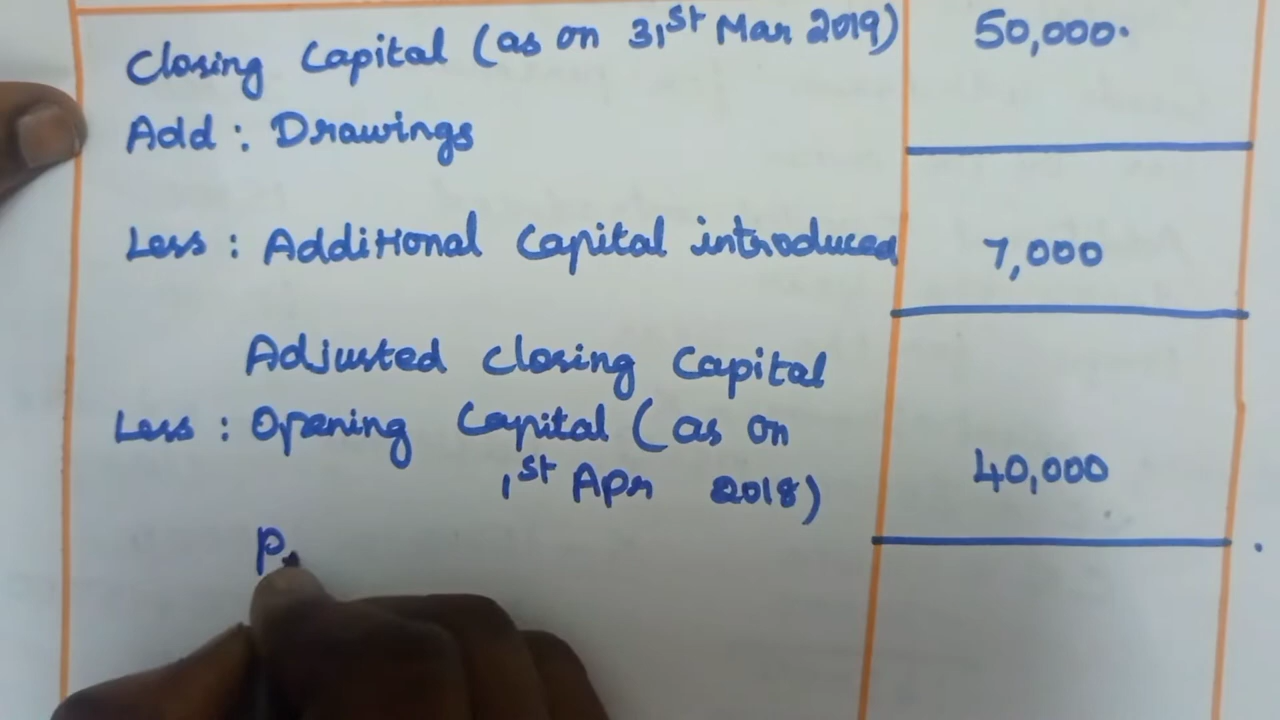 Closing Capital (as on 31st Mar 2019) 50,000.
Add : Drawings
Less : Additional Capital introduced 7,000
Adjusted Closing Capital
Less : Opening Capital (as on
1st Apr 2018) 40,000
P